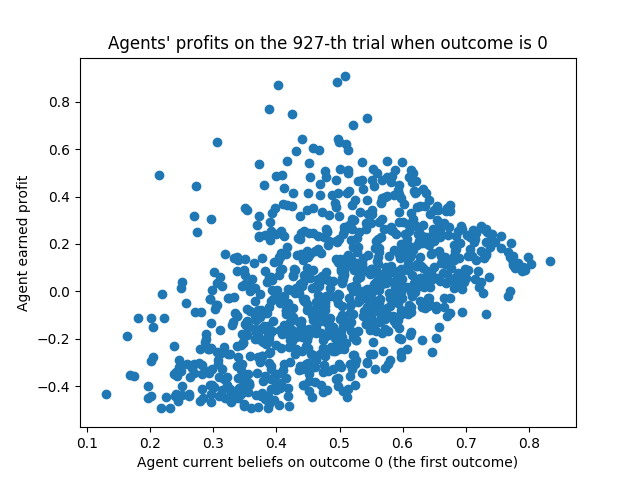 Agents' profits on the 927-th trial when outcome is 0
Agent earned profit
0.8
0.6
0.4
0.2
0.0
−0.2
−0.4
0.1 0.2 0.3 0.4 0.5 0.6 0.7 0.8
Agent current beliefs on outcome 0 (the first outcome)